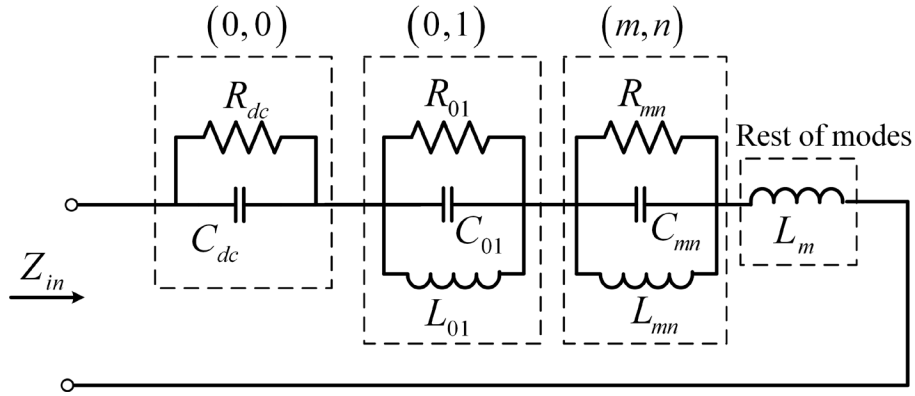 (0,0) (0,1) (m,n)
R_dc R_01 R_mn
Rest of modes
C_dc C_01 C_mn L_m
Z_in
L_01 L_mn